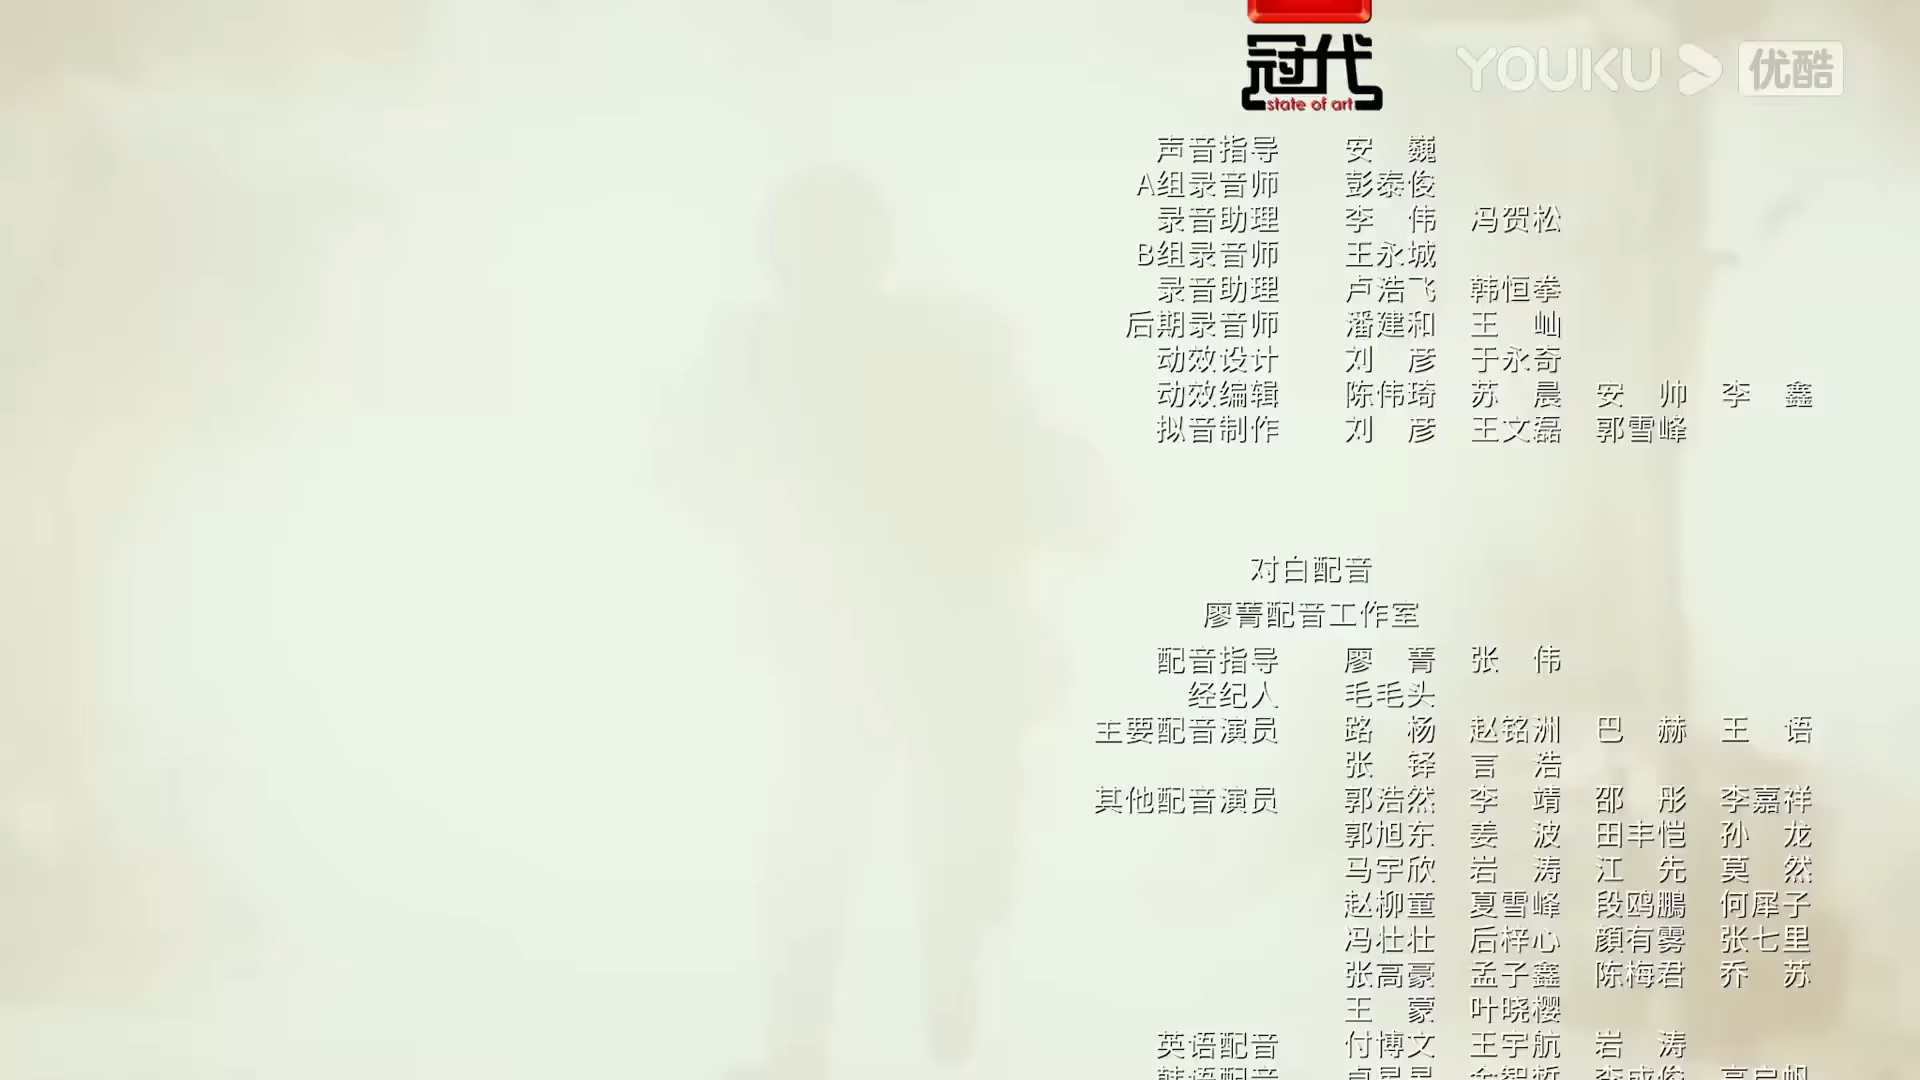 冠代
state of art
YOUKU 优酷
声音指导 安 巍
A组录音师 彭泰俊
录音助理 李 伟 冯贺松
B组录音师 王永城
录音助理 卢浩飞 韩恒拳
后期录音师 潘建和 王 屾
动效设计 刘 彦 于永奇
动效编辑 陈伟琦 苏 晨 安 帅 李 鑫
拟音制作 刘 彦 王文磊 郭雪峰
对白配音
廖菁配音工作室
配音指导 廖 菁 张 伟
经纪人 毛毛头
主要配音演员 路 杨 赵铭洲 巴 赫 王 语
张 铎 言 浩
其他配音演员 郭浩然 李 靖 邵 彤 李嘉祥
郭旭东 姜 波 田丰恺 孙 龙
马宇欣 岩 涛 江 先 莫 然
赵柳童 夏雪峰 段鸥鹏 何犀子
冯壮壮 后梓心 顔有雾 张七里
张高豪 孟子鑫 陈梅君 乔 苏
王 蒙 叶晓樱
英语配音 付博文 王宇航 岩 涛
韩语配音